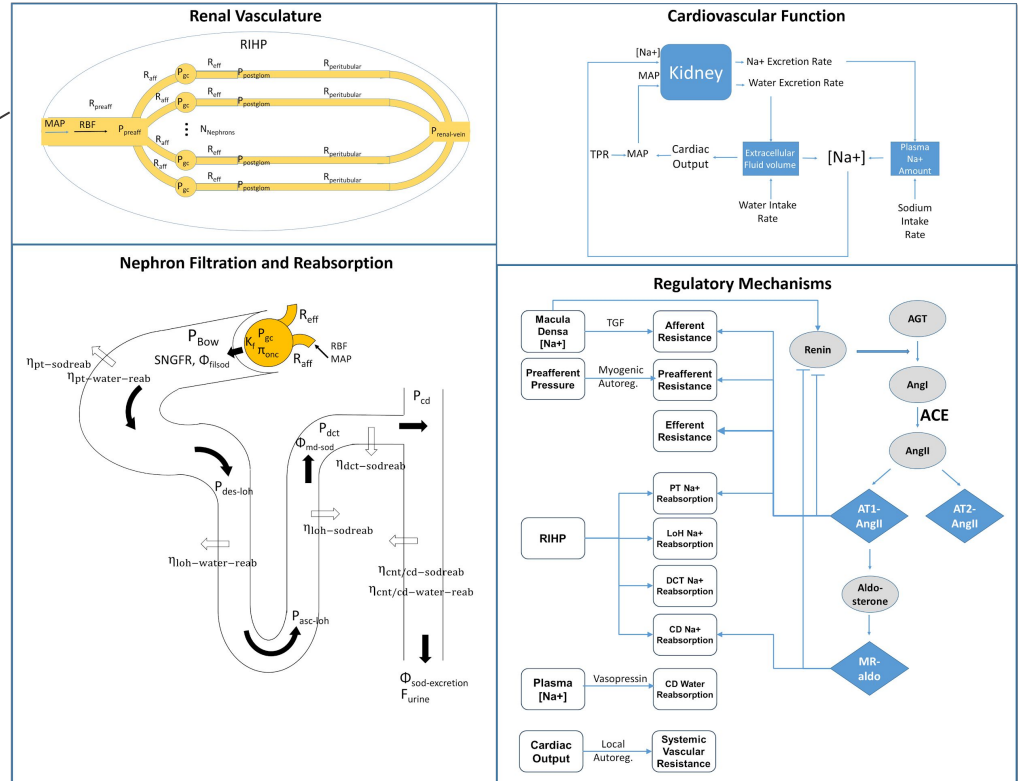 Renal Vasculature
RIHP
R_preaff
MAP
RBF
P_preaff
R_aff
P_gc
R_eff
P_postglom
R_peritubular
R_aff
P_gc
R_eff
P_postglom
R_peritubular
N_Nephrons
P_renal-vein
R_aff
P_gc
R_eff
P_postglom
R_peritubular
R_aff
P_gc
R_eff
P_postglom
R_peritubular
Cardiovascular Function
[Na+]
MAP
Kidney
Na+ Excretion Rate
Water Excretion Rate
TPR
MAP
Cardiac
Output
Extracellular
Fluid volume
[Na+]
Plasma
Na+
Amount
Water Intake
Rate
Sodium
Intake
Rate
Nephron Filtration and Reabsorption
R_eff
P_Bow
K_f
P_gc
π_onc
SNGFR, Φ_filsod
R_aff
RBF
MAP
η_pt−sodreab
η_pt−water−reab
P_cd
P_dct
Φ_md-sod
η_dct−sodreab
P_des-loh
η_loh−sodreab
η_loh−water−reab
η_cnt/cd−sodreab
η_cnt/cd−water−reab
P_asc-loh
Φ_sod-excretion
F_urine
Regulatory Mechanisms
Macula
Densa
[Na+]
TGF
Afferent
Resistance
Preafferent
Pressure
Myogenic
Autoreg.
Preafferent
Resistance
Efferent
Resistance
RIHP
PT Na+
Reabsorption
LoH Na+
Reabsorption
DCT Na+
Reabsorption
CD Na+
Reabsorption
Plasma
[Na+]
Vasopressin
CD Water
Reabsorption
Cardiac
Output
Local
Autoreg.
Systemic
Vascular
Resistance
Renin
AGT
AngI
ACE
AngII
AT1-
AngII
AT2-
AngII
Aldo-
sterone
MR-
aldo